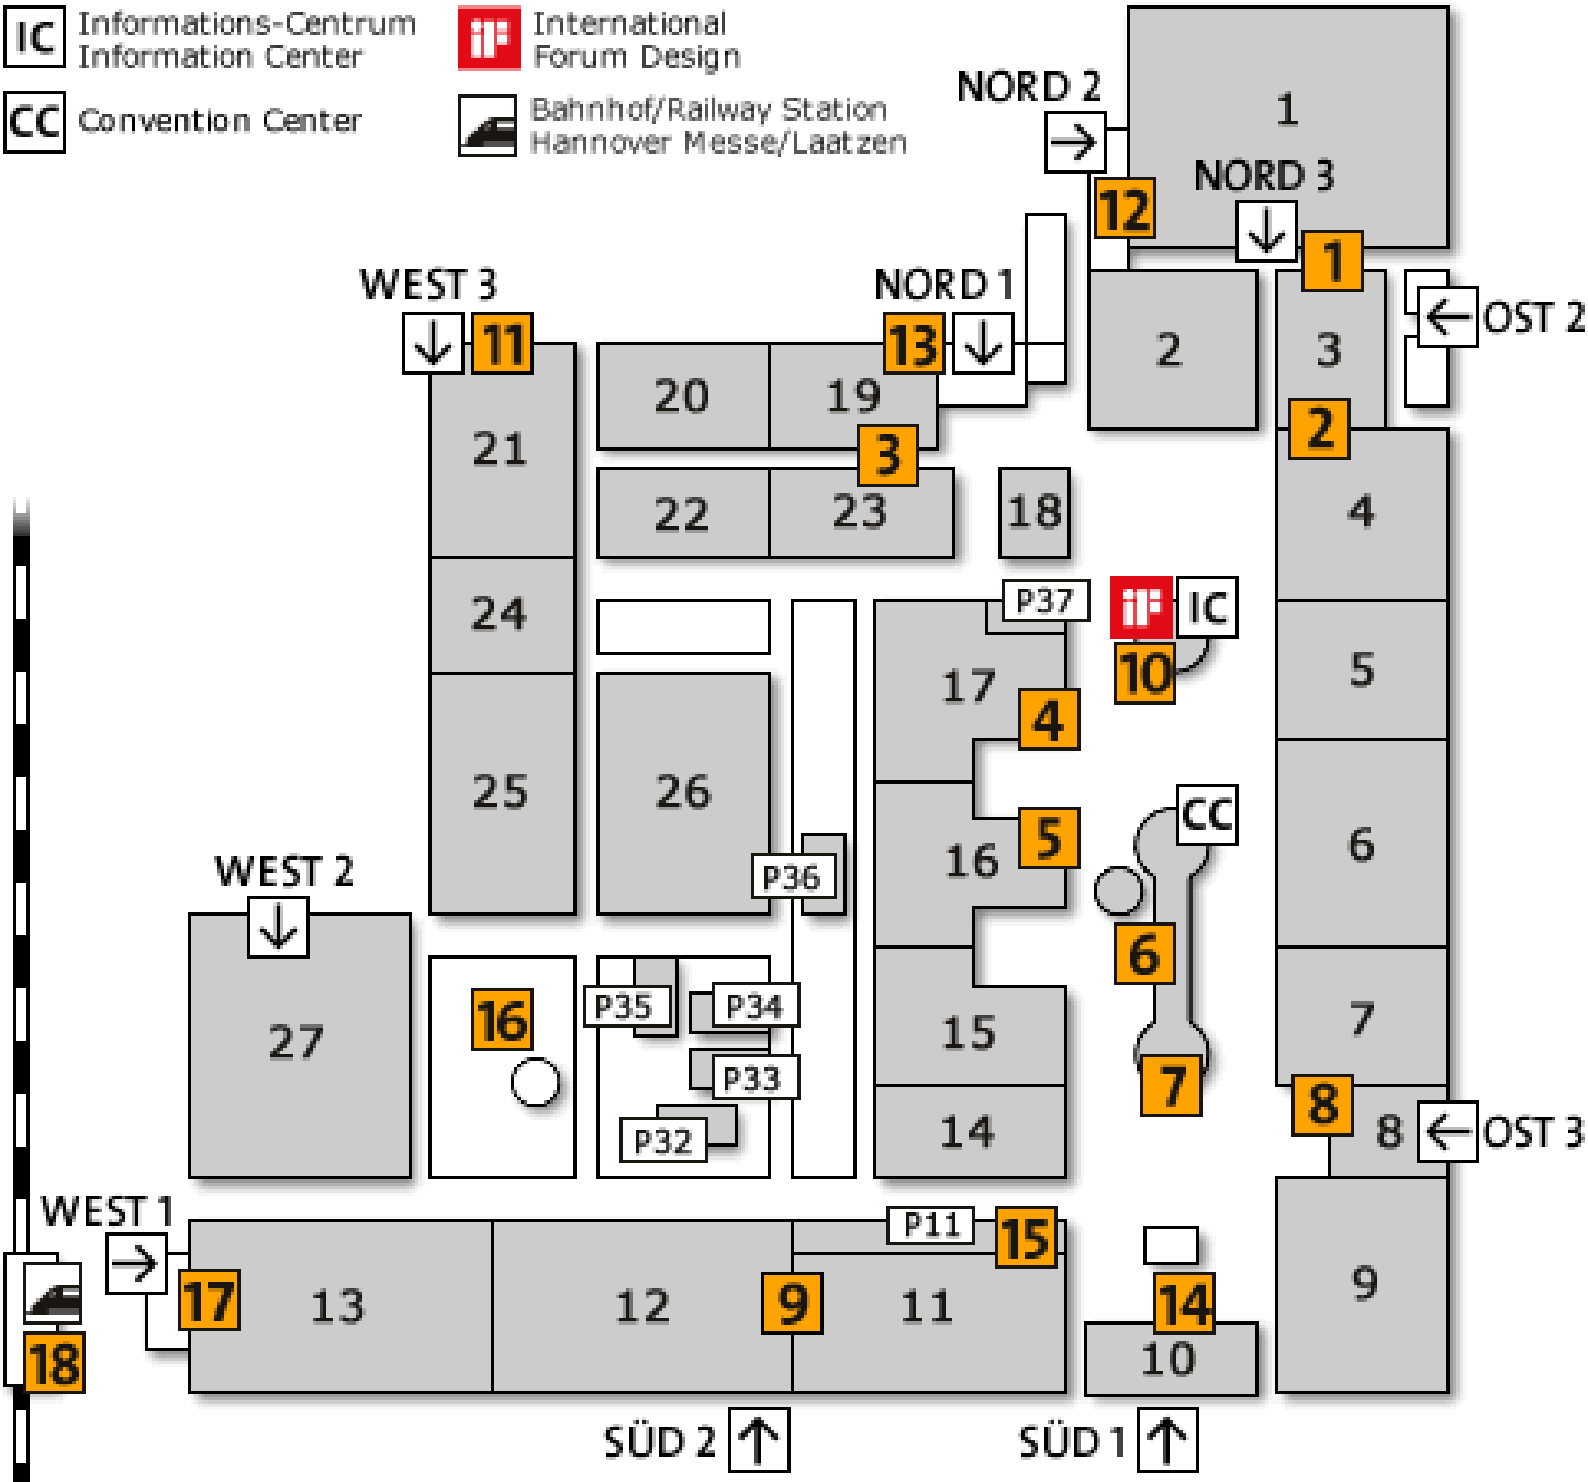 IC Informations-Centrum
Information Center
iF International
Forum Design
CC Convention Center
Bahnhof/Railway Station
Hannover Messe/Laatzen
NORD 2
1
12
NORD 3
1
WEST 3
NORD 1
OST 2
11
13
2
3
20
19
21
2
3
22
23
18
4
24
P37
iF
IC
10
17
4
5
25
26
CC
5
16
6
P36
WEST 2
6
P35
P34
16
27
15
7
P33
7
8
P32
14
8
OST 3
WEST 1
P11
15
17
13
12
9
11
14
9
18
10
SÜD 2
SÜD 1